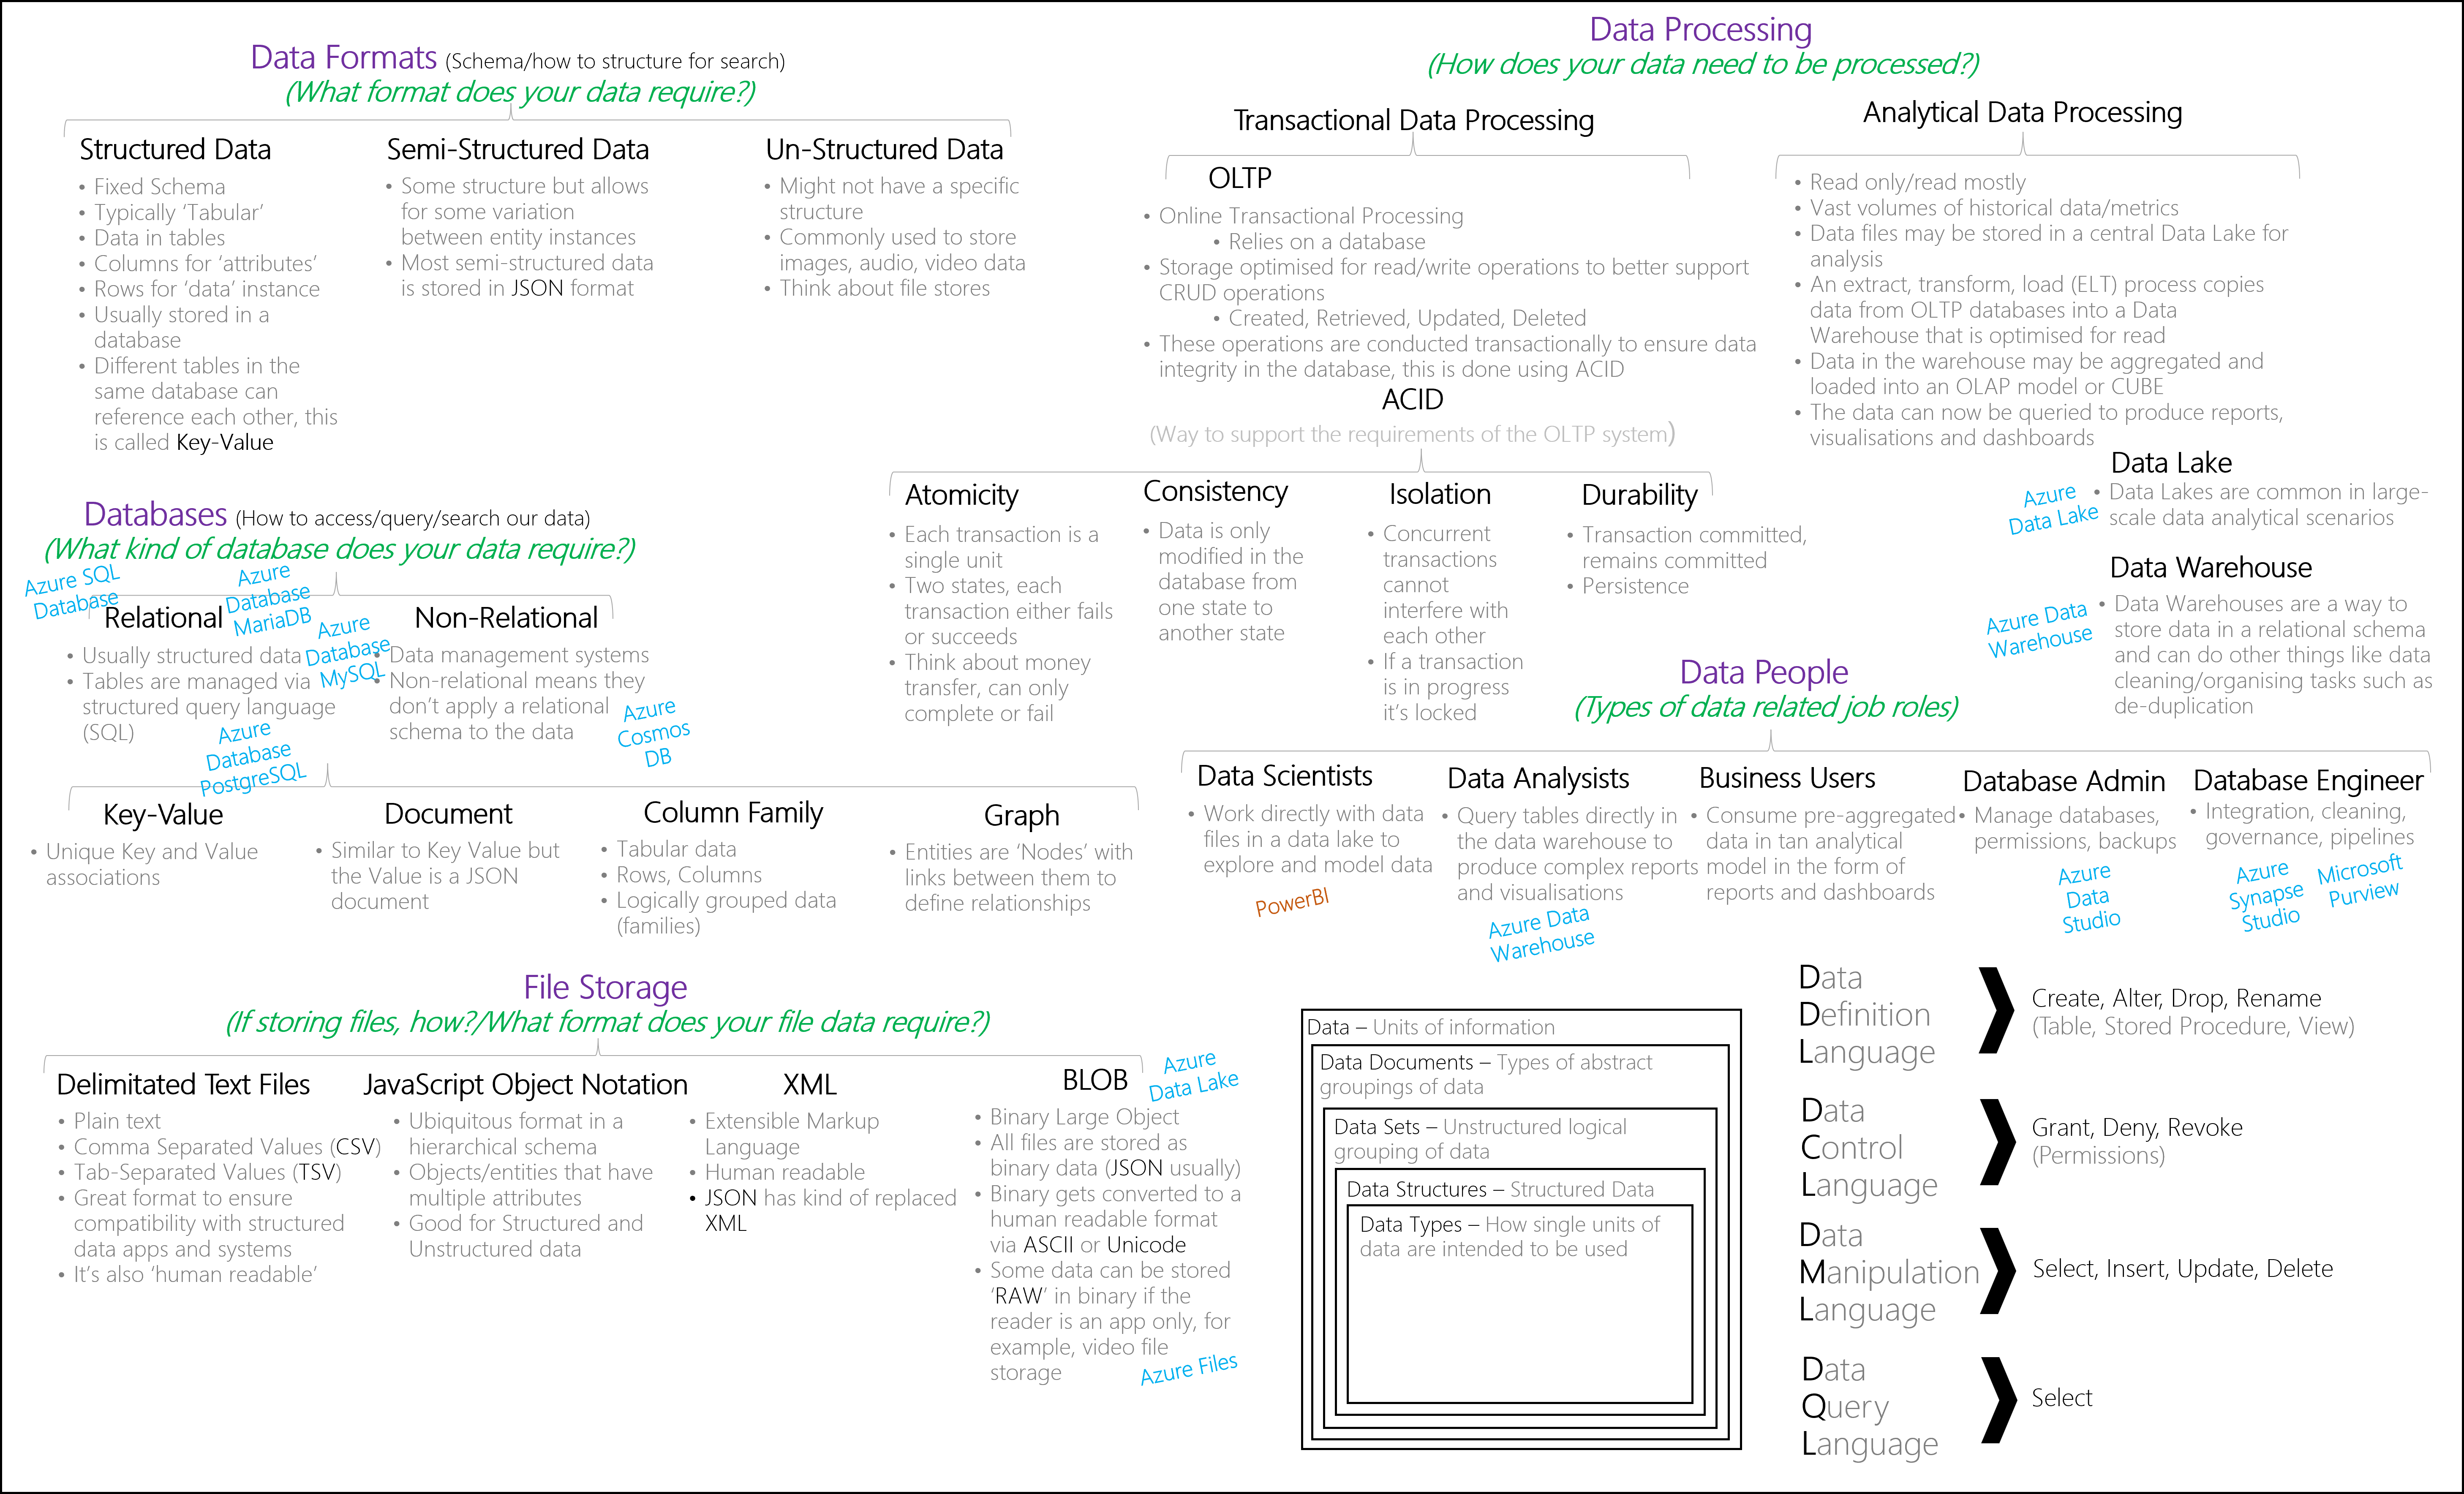 Data Formats (Schema/how to structure for search)
(What format does your data require?)
Structured Data
• Fixed Schema
• Typically ‘Tabular’
• Data in tables
• Columns for ‘attributes’
• Rows for ‘data’ instance
• Usually stored in a
database
• Different tables in the
same database can
reference each other, this
is called Key-Value
Semi-Structured Data
• Some structure but allows
for some variation
between entity instances
• Most semi-structured data
is stored in JSON format
Un-Structured Data
• Might not have a specific
structure
• Commonly used to store
images, audio, video data
• Think about file stores
Data Processing
(How does your data need to be processed?)
Transactional Data Processing
OLTP
• Online Transactional Processing
• Relies on a database
• Storage optimised for read/write operations to better support
CRUD operations
• Created, Retrieved, Updated, Deleted
• These operations are conducted transactionally to ensure data
integrity in the database, this is done using ACID
ACID
(Way to support the requirements of the OLTP system)
Atomicity
• Each transaction is a
single unit
• Two states, each
transaction either fails
or succeeds
• Think about money
transfer, can only
complete or fail
Consistency
• Data is only
modified in the
database from
one state to
another state
Isolation
• Concurrent
transactions
cannot
interfere with
each other
• If a transaction
is in progress
it’s locked
Durability
• Transaction committed,
remains committed
• Persistence
Analytical Data Processing
• Read only/read mostly
• Vast volumes of historical data/metrics
• Data files may be stored in a central Data Lake for
analysis
• An extract, transform, load (ELT) process copies
data from OLTP databases into a Data
Warehouse that is optimised for read
• Data in the warehouse may be aggregated and
loaded into an OLAP model or CUBE
• The data can now be queried to produce reports,
visualisations and dashboards
Data Lake
Azure
Data Lake
• Data Lakes are common in large-
scale data analytical scenarios
Data Warehouse
Azure Data
Warehouse
• Data Warehouses are a way to
store data in a relational schema
and can do other things like data
cleaning/organising tasks such as
de-duplication
Databases (How to access/query/search our data)
(What kind of database does your data require?)
Azure SQL
Database
Azure
Database
MariaDB
Azure
Database
MySQL
Relational
• Usually structured data
• Tables are managed via
structured query language
(SQL)
Azure
Database
PostgreSQL
Non-Relational
• Data management systems
• Non-relational means they
don’t apply a relational
schema to the data
Azure
Cosmos
DB
Key-Value
• Unique Key and Value
associations
Document
• Similar to Key Value but
the Value is a JSON
document
Column Family
• Tabular data
• Rows, Columns
• Logically grouped data
(families)
Graph
• Entities are ‘Nodes’ with
links between them to
define relationships
Data People
(Types of data related job roles)
Data Scientists
• Work directly with data
files in a data lake to
explore and model data
PowerBI
Data Analysists
• Query tables directly in
the data warehouse to
produce complex reports
and visualisations
Azure Data
Warehouse
Business Users
• Consume pre-aggregated
data in tan analytical
model in the form of
reports and dashboards
Database Admin
• Manage databases,
permissions, backups
Azure
Data
Studio
Database Engineer
• Integration, cleaning,
governance, pipelines
Azure
Synapse
Studio
Microsoft
Purview
File Storage
(If storing files, how?/What format does your file data require?)
Delimitated Text Files
• Plain text
• Comma Separated Values (CSV)
• Tab-Separated Values (TSV)
• Great format to ensure
compatibility with structured
data apps and systems
• It’s also ‘human readable’
JavaScript Object Notation
• Ubiquitous format in a
hierarchical schema
• Objects/entities that have
multiple attributes
• Good for Structured and
Unstructured data
XML
• Extensible Markup
Language
• Human readable
• JSON has kind of replaced
XML
BLOB
Azure
Data Lake
• Binary Large Object
• All files are stored as
binary data (JSON usually)
• Binary gets converted to a
human readable format
via ASCII or Unicode
• Some data can be stored
‘RAW’ in binary if the
reader is an app only, for
example, video file
storage
Azure Files
Data – Units of information
Data Documents – Types of abstract
groupings of data
Data Sets – Unstructured logical
grouping of data
Data Structures – Structured Data
Data Types – How single units of
data are intended to be used
Data
Definition
Language
Create, Alter, Drop, Rename
(Table, Stored Procedure, View)
Data
Control
Language
Grant, Deny, Revoke
(Permissions)
Data
Manipulation
Language
Select, Insert, Update, Delete
Data
Query
Language
Select